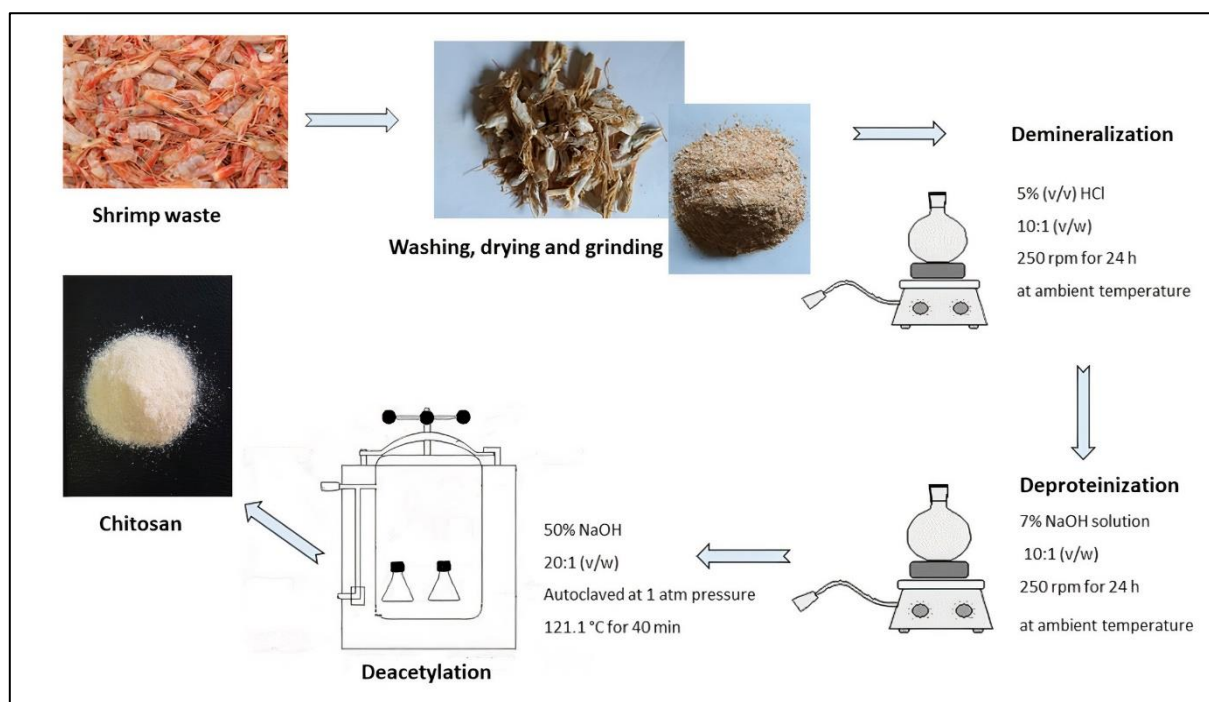 Shrimp waste
Washing, drying and grinding
Demineralization
5% (v/v) HCl
10:1 (v/w)
250 rpm for 24 h
at ambient temperature
Deproteinization
7% NaOH solution
10:1 (v/w)
250 rpm for 24 h
at ambient temperature
50% NaOH
20:1 (v/w)
Autoclaved at 1 atm pressure
121.1 °C for 40 min
Deacetylation
Chitosan